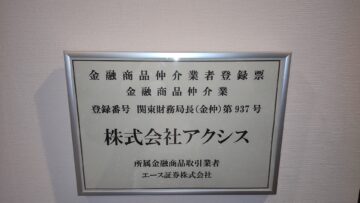 金融商品仲介業者登録票
金融商品仲介業
登録番号 関東財務局長(金仲)第937号
株式会社アクシス
所属金融商品取引業者
エース証券株式会社